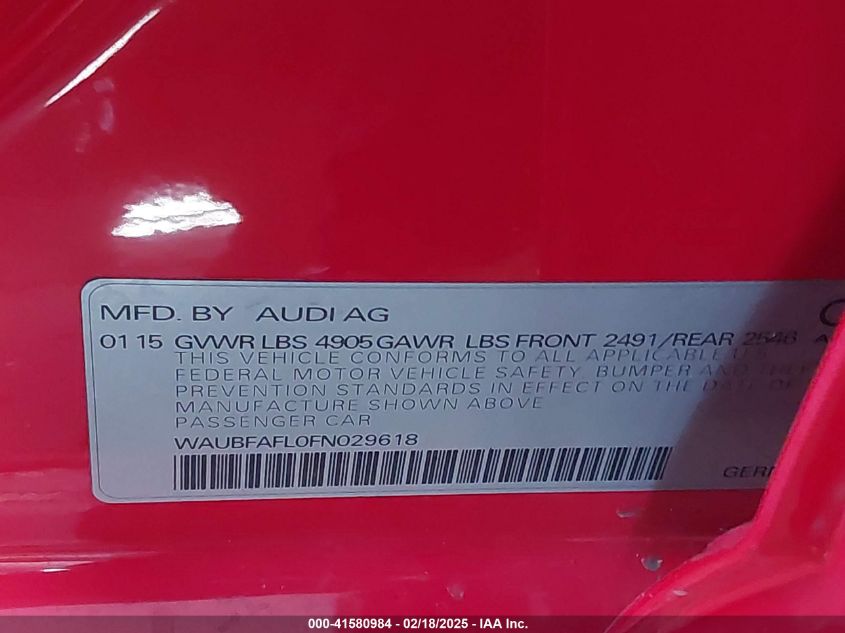 MFD. BY AUDI AG
01 15 GVWR LBS 4905 GAWR LBS FRONT 2491/REAR 2546
THIS VEHICLE CONFORMS TO ALL APPLICABLE U.S.
FEDERAL MOTOR VEHICLE SAFETY, BUMPER AND
PREVENTION STANDARDS IN EFFECT ON THE DATE OF
MANUFACTURE SHOWN ABOVE
PASSENGER CAR
WAUBFAFL0FN029618
000-41580984 - 02/18/2025 - IAA Inc.